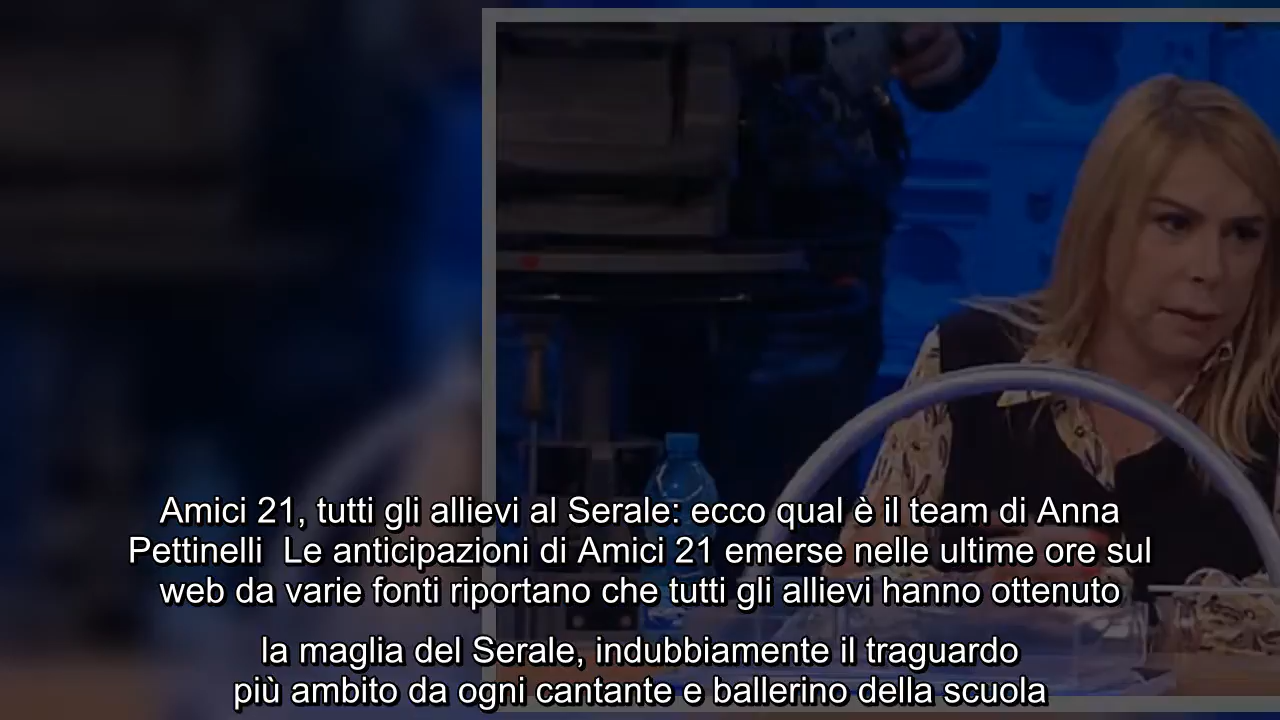 Amici 21, tutti gli allievi al Serale: ecco qual è il team di Anna
Pettinelli  Le anticipazioni di Amici 21 emerse nelle ultime ore sul
web da varie fonti riportano che tutti gli allievi hanno ottenuto
la maglia del Serale, indubbiamente il traguardo
più ambito da ogni cantante e ballerino della scuola